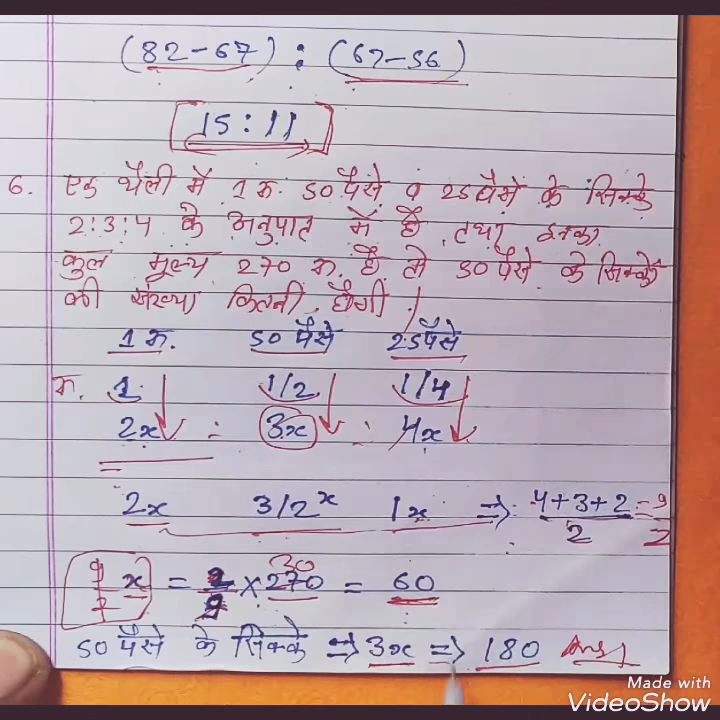 (82-67) : (67-56)
15 : 11
6. एक थैली में 1 रु. 50 पैसे व 25 पैसे के सिक्के
2:3:4 के अनुपात में है तथा इनका
कुल मूल्य 270 रु. है तो 50 पैसे के सिक्कों
की संख्या कितनी होगी।
1 रु. 50 पैसे 25 पैसे
रु. 1 1/2 1/4
2x : 3x : 4x
2x 3/2x 1x ⇒ 4+3+2/2 = 9/2
9/2 x = 2/9 × 270 = 60
30
50 पैसे के सिक्के ⇒ 3x ⇒ 180 Ans
Made with
VideoShow